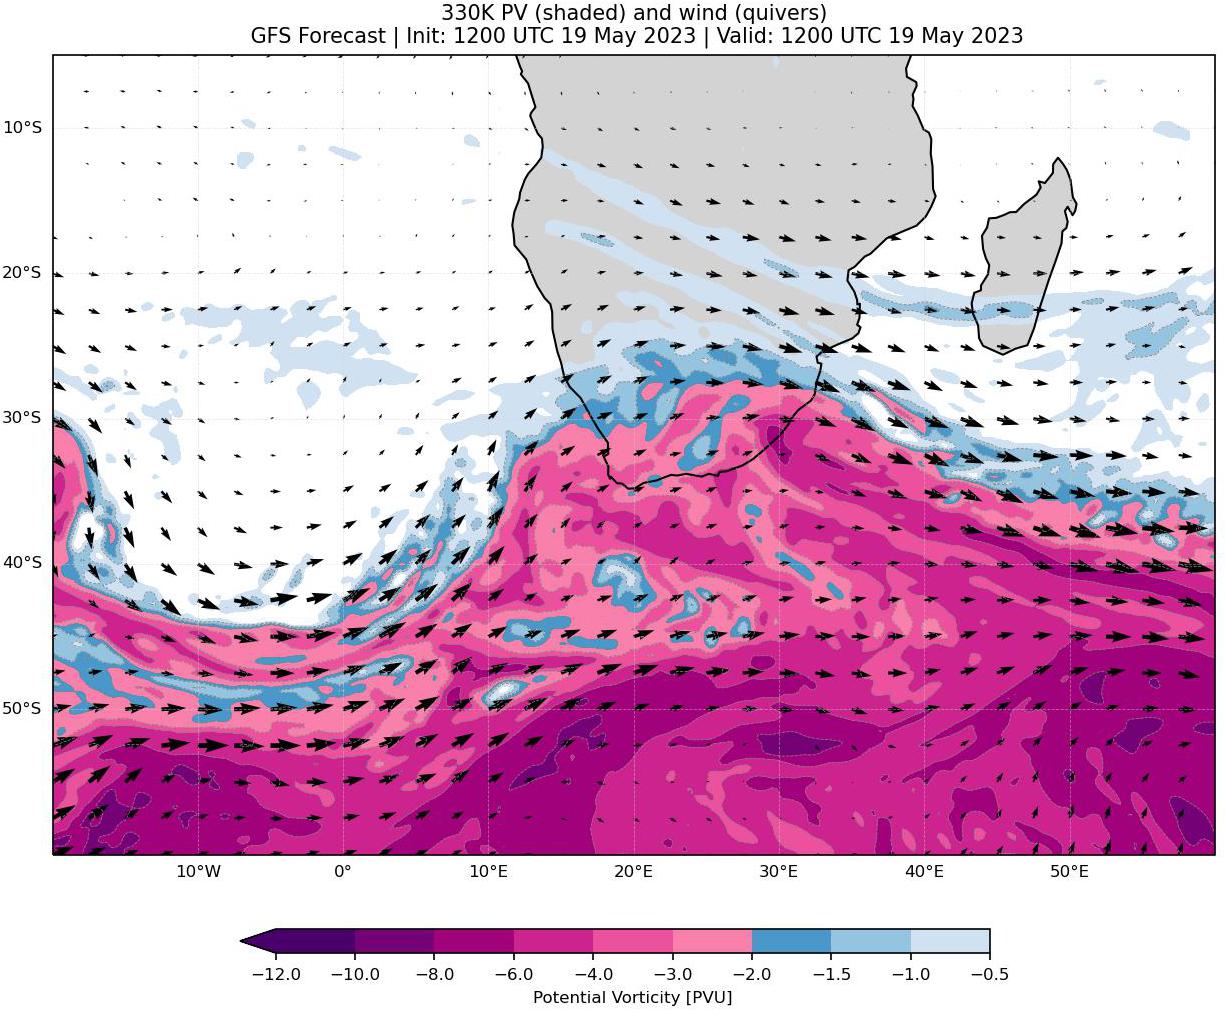 330K PV (shaded) and wind (quivers)
GFS Forecast | Init: 1200 UTC 19 May 2023 | Valid: 1200 UTC 19 May 2023
10°S
20°S
30°S
40°S
50°S
10°W 0° 10°E 20°E 30°E 40°E 50°E
−12.0 −10.0 −8.0 −6.0 −4.0 −3.0 −2.0 −1.5 −1.0 −0.5
Potential Vorticity [PVU]